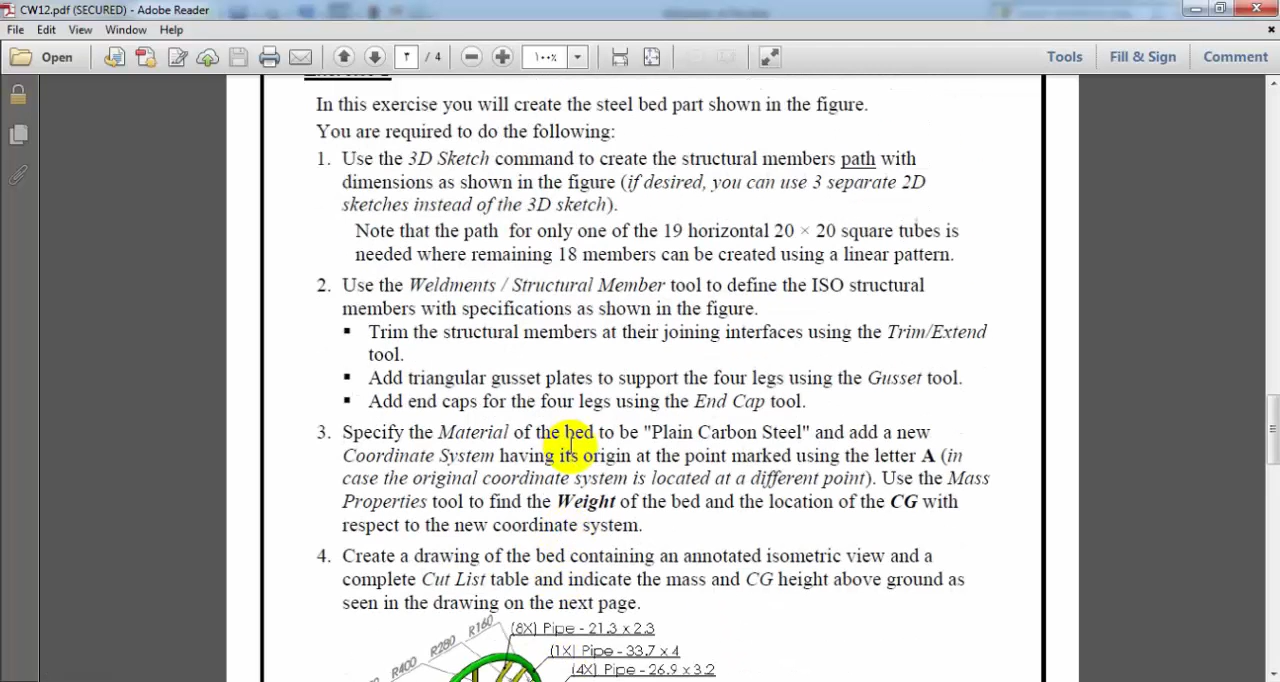 CW12.pdf (SECURED) - Adobe Reader
File Edit View Window Help
Open
٣ / 4
١٠٠%
Tools Fill & Sign Comment
In this exercise you will create the steel bed part shown in the figure.
You are required to do the following:
1. Use the 3D Sketch command to create the structural members path with
dimensions as shown in the figure (if desired, you can use 3 separate 2D
sketches instead of the 3D sketch).
Note that the path for only one of the 19 horizontal 20 × 20 square tubes is
needed where remaining 18 members can be created using a linear pattern.
2. Use the Weldments / Structural Member tool to define the ISO structural
members with specifications as shown in the figure.
▪ Trim the structural members at their joining interfaces using the Trim/Extend
tool.
▪ Add triangular gusset plates to support the four legs using the Gusset tool.
▪ Add end caps for the four legs using the End Cap tool.
3. Specify the Material of the bed to be "Plain Carbon Steel" and add a new
Coordinate System having its origin at the point marked using the letter A (in
case the original coordinate system is located at a different point). Use the Mass
Properties tool to find the Weight of the bed and the location of the CG with
respect to the new coordinate system.
4. Create a drawing of the bed containing an annotated isometric view and a
complete Cut List table and indicate the mass and CG height above ground as
seen in the drawing on the next page.
R160
(8X) Pipe - 21.3 x 2.3
R280
(1X) Pipe - 33.7 x 4
R400
(4X) Pipe - 26.9 x 3.2